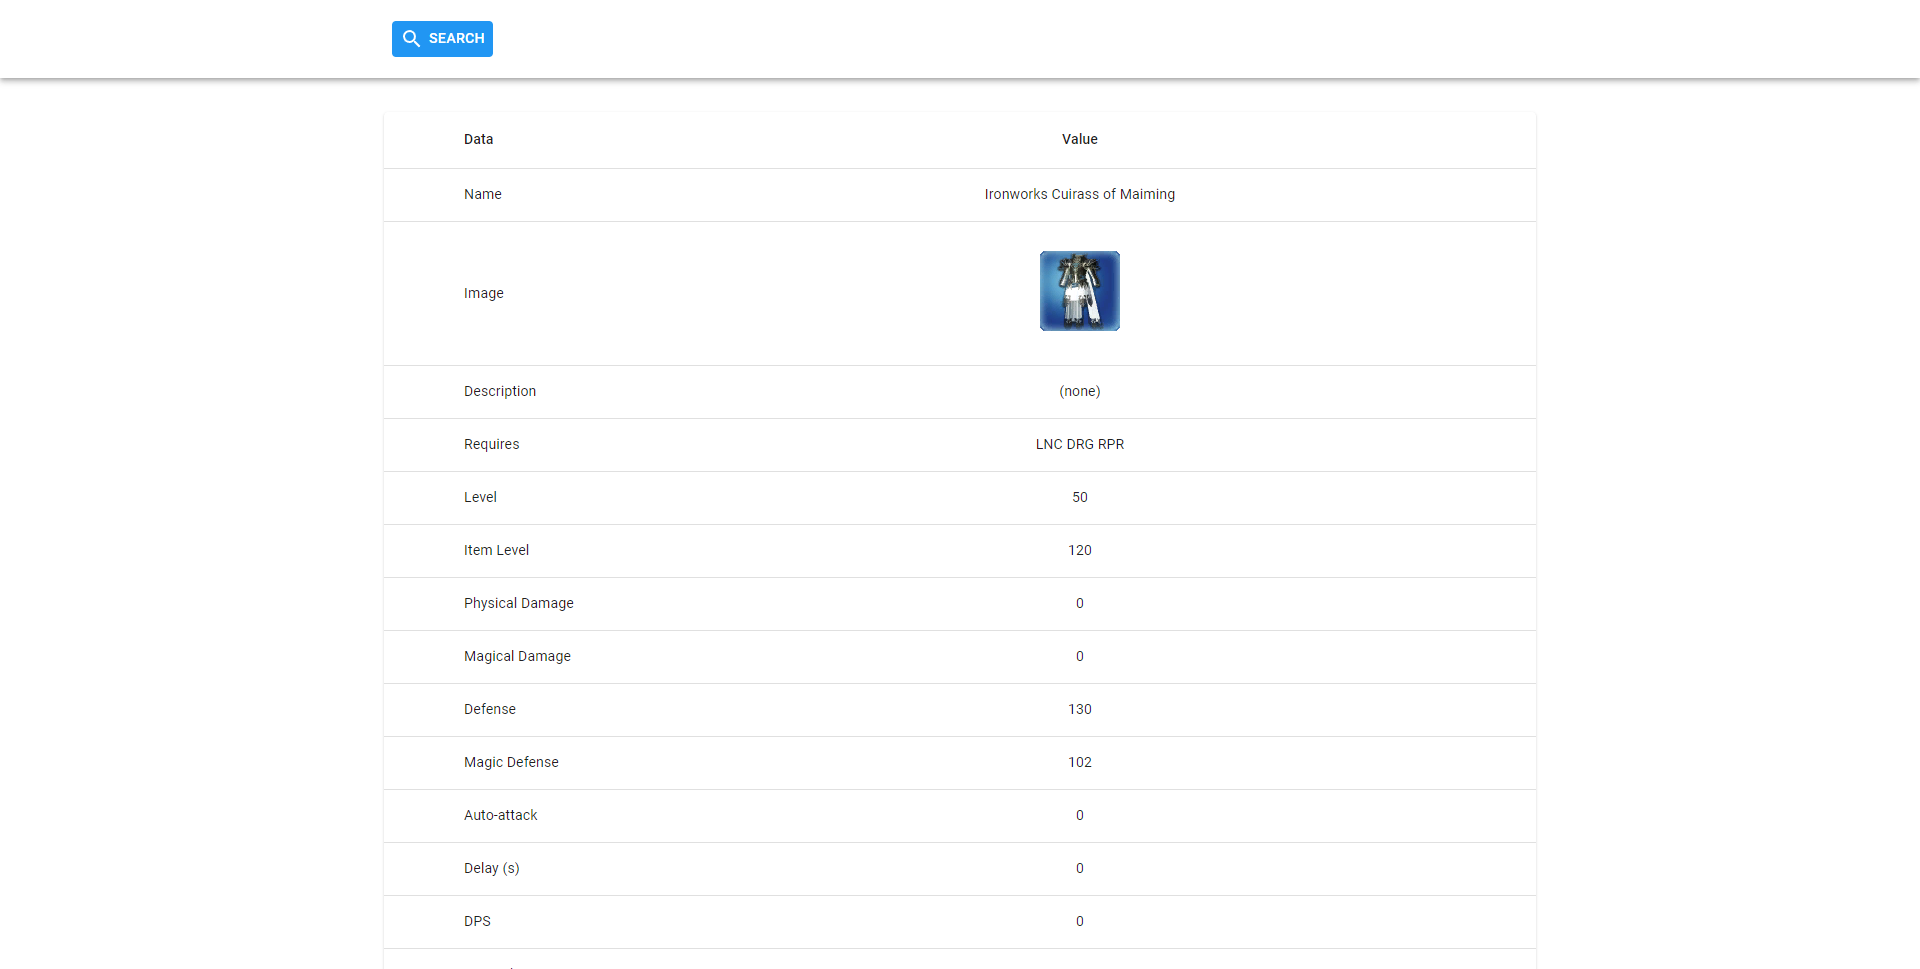 SEARCH
Data Value
Name Ironworks Cuirass of Maiming
Image
Description (none)
Requires LNC DRG RPR
Level 50
Item Level 120
Physical Damage 0
Magical Damage 0
Defense 130
Magic Defense 102
Auto-attack 0
Delay (s) 0
DPS 0